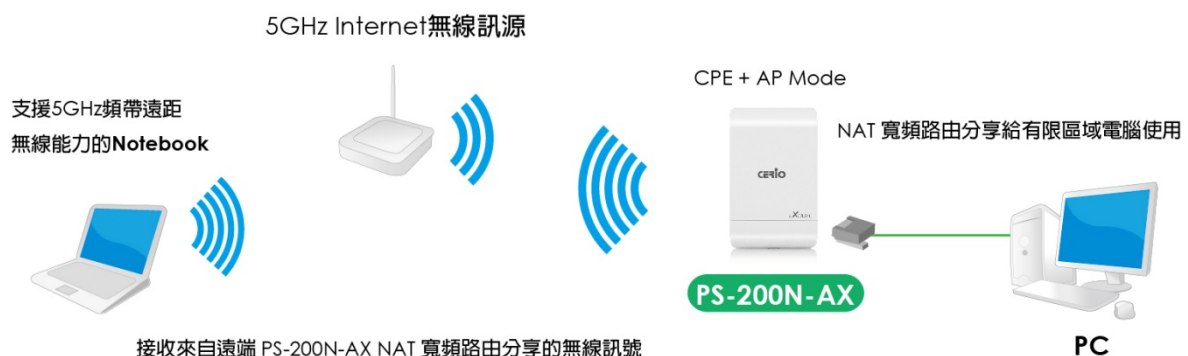 5GHz Internet無線訊源
支援5GHz頻帶遠距
無線能力的Notebook
CPE + AP Mode
NAT 寬頻路由分享給有限區域電腦使用
CERIO
PS-200N-AX
PC
接收來自遠端 PS-200N-AX NAT 寬頻路由分享的無線訊號